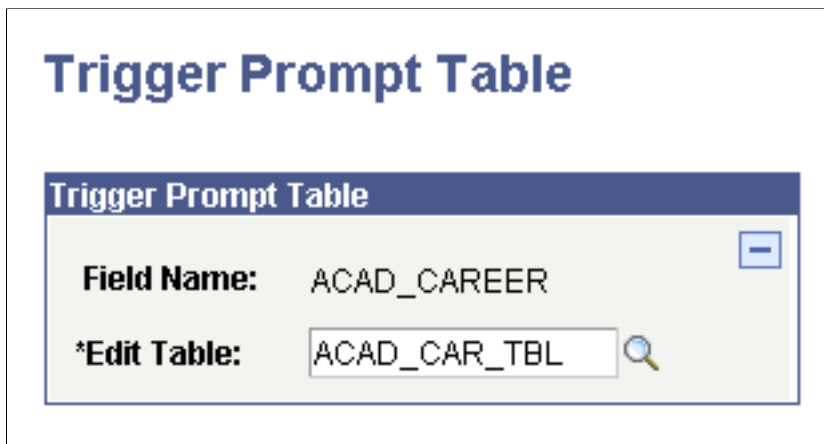 Trigger Prompt Table
Trigger Prompt Table
Field Name: ACAD_CAREER
*Edit Table: ACAD_CAR_TBL